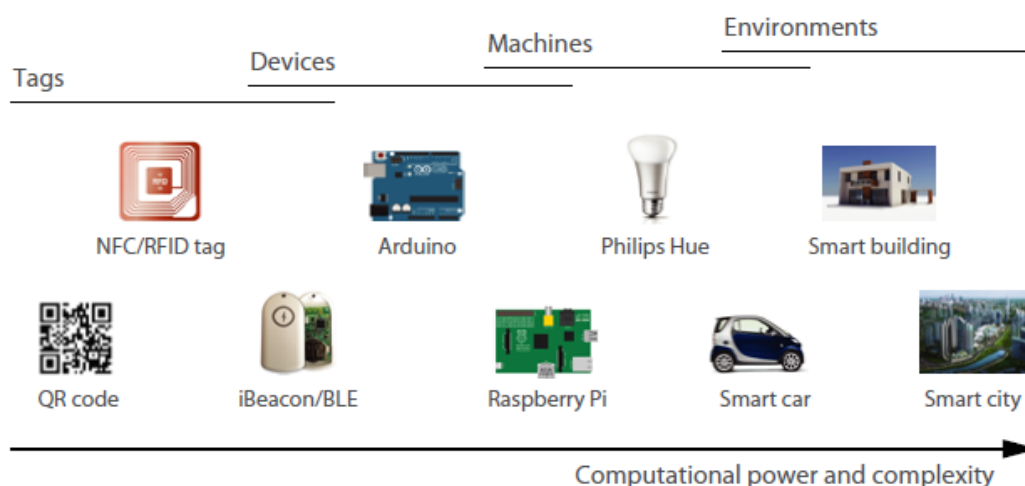 Environments
Machines
Devices
Tags
RFID
NFC/RFID tag
Arduino
Philips Hue
Smart building
QR code
iBeacon/BLE
Raspberry Pi
Smart car
Smart city
Computational power and complexity